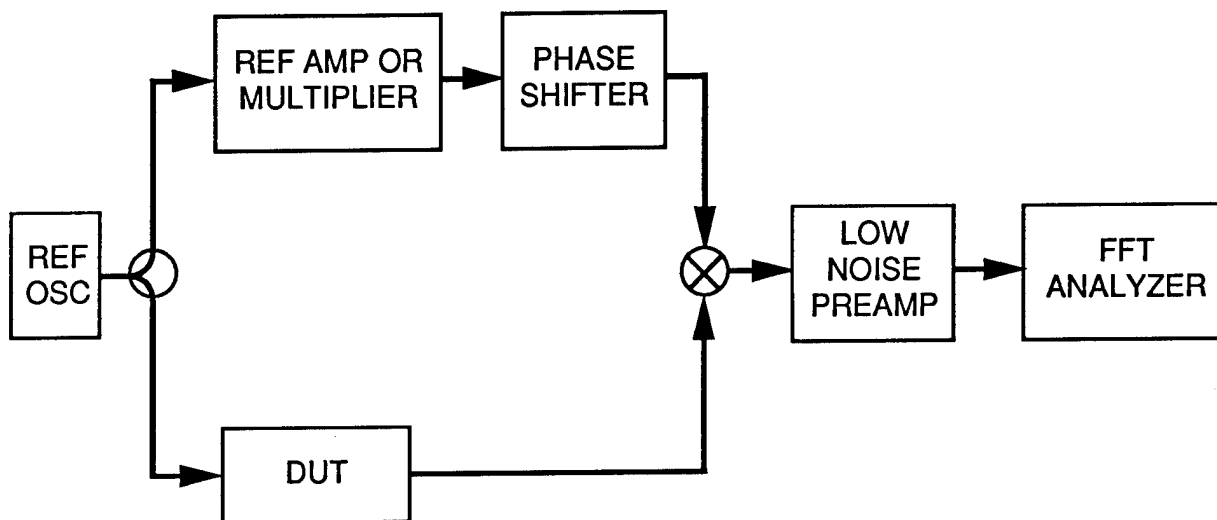 REF AMP OR
MULTIPLIER
PHASE
SHIFTER
REF
OSC
LOW
NOISE
PREAMP
FFT
ANALYZER
DUT